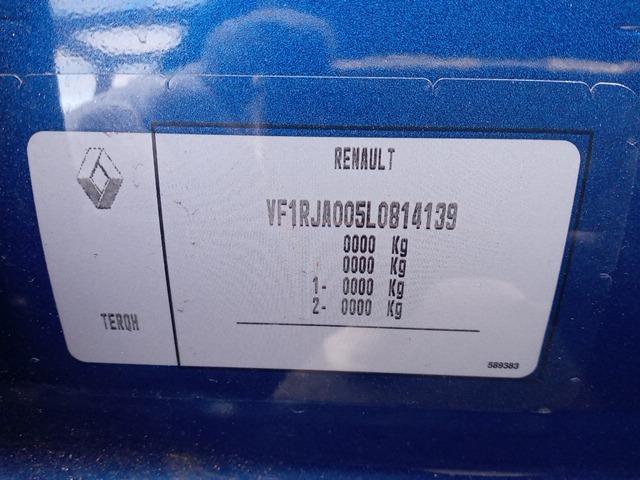 RENAULT
VF1RJA005L0814139
0000 Kg
0000 Kg
1- 0000 Kg
2- 0000 Kg
TERQH
589383